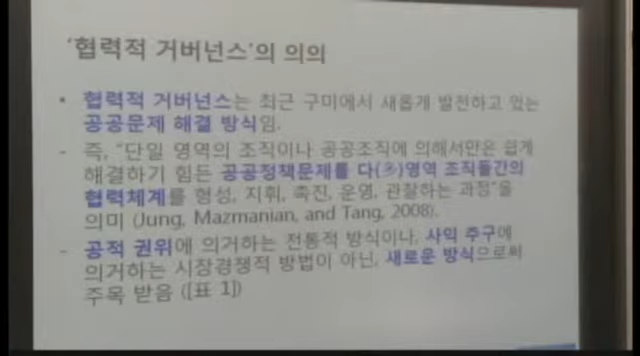 '협력적 거버넌스'의 의의
• 협력적 거버넌스는 최근 구미에서 새롭게 발전하고 있는
공공문제 해결 방식임.
- 즉, "단일 영역의 조직이나 공공조직에 의해서만은 쉽게
해결하기 힘든 공공정책문제를 다(多)영역 조직들간의
협력체계를 형성, 지휘, 촉진, 운영, 관찰하는 과정"을
의미 (Jung, Mazmanian, and Tang, 2008).
- 공적 권위에 의거하는 전통적 방식이나, 사익 추구에
의거하는 시장경쟁적 방법이 아닌, 새로운 방식으로써
주목 받음 ([표 1])